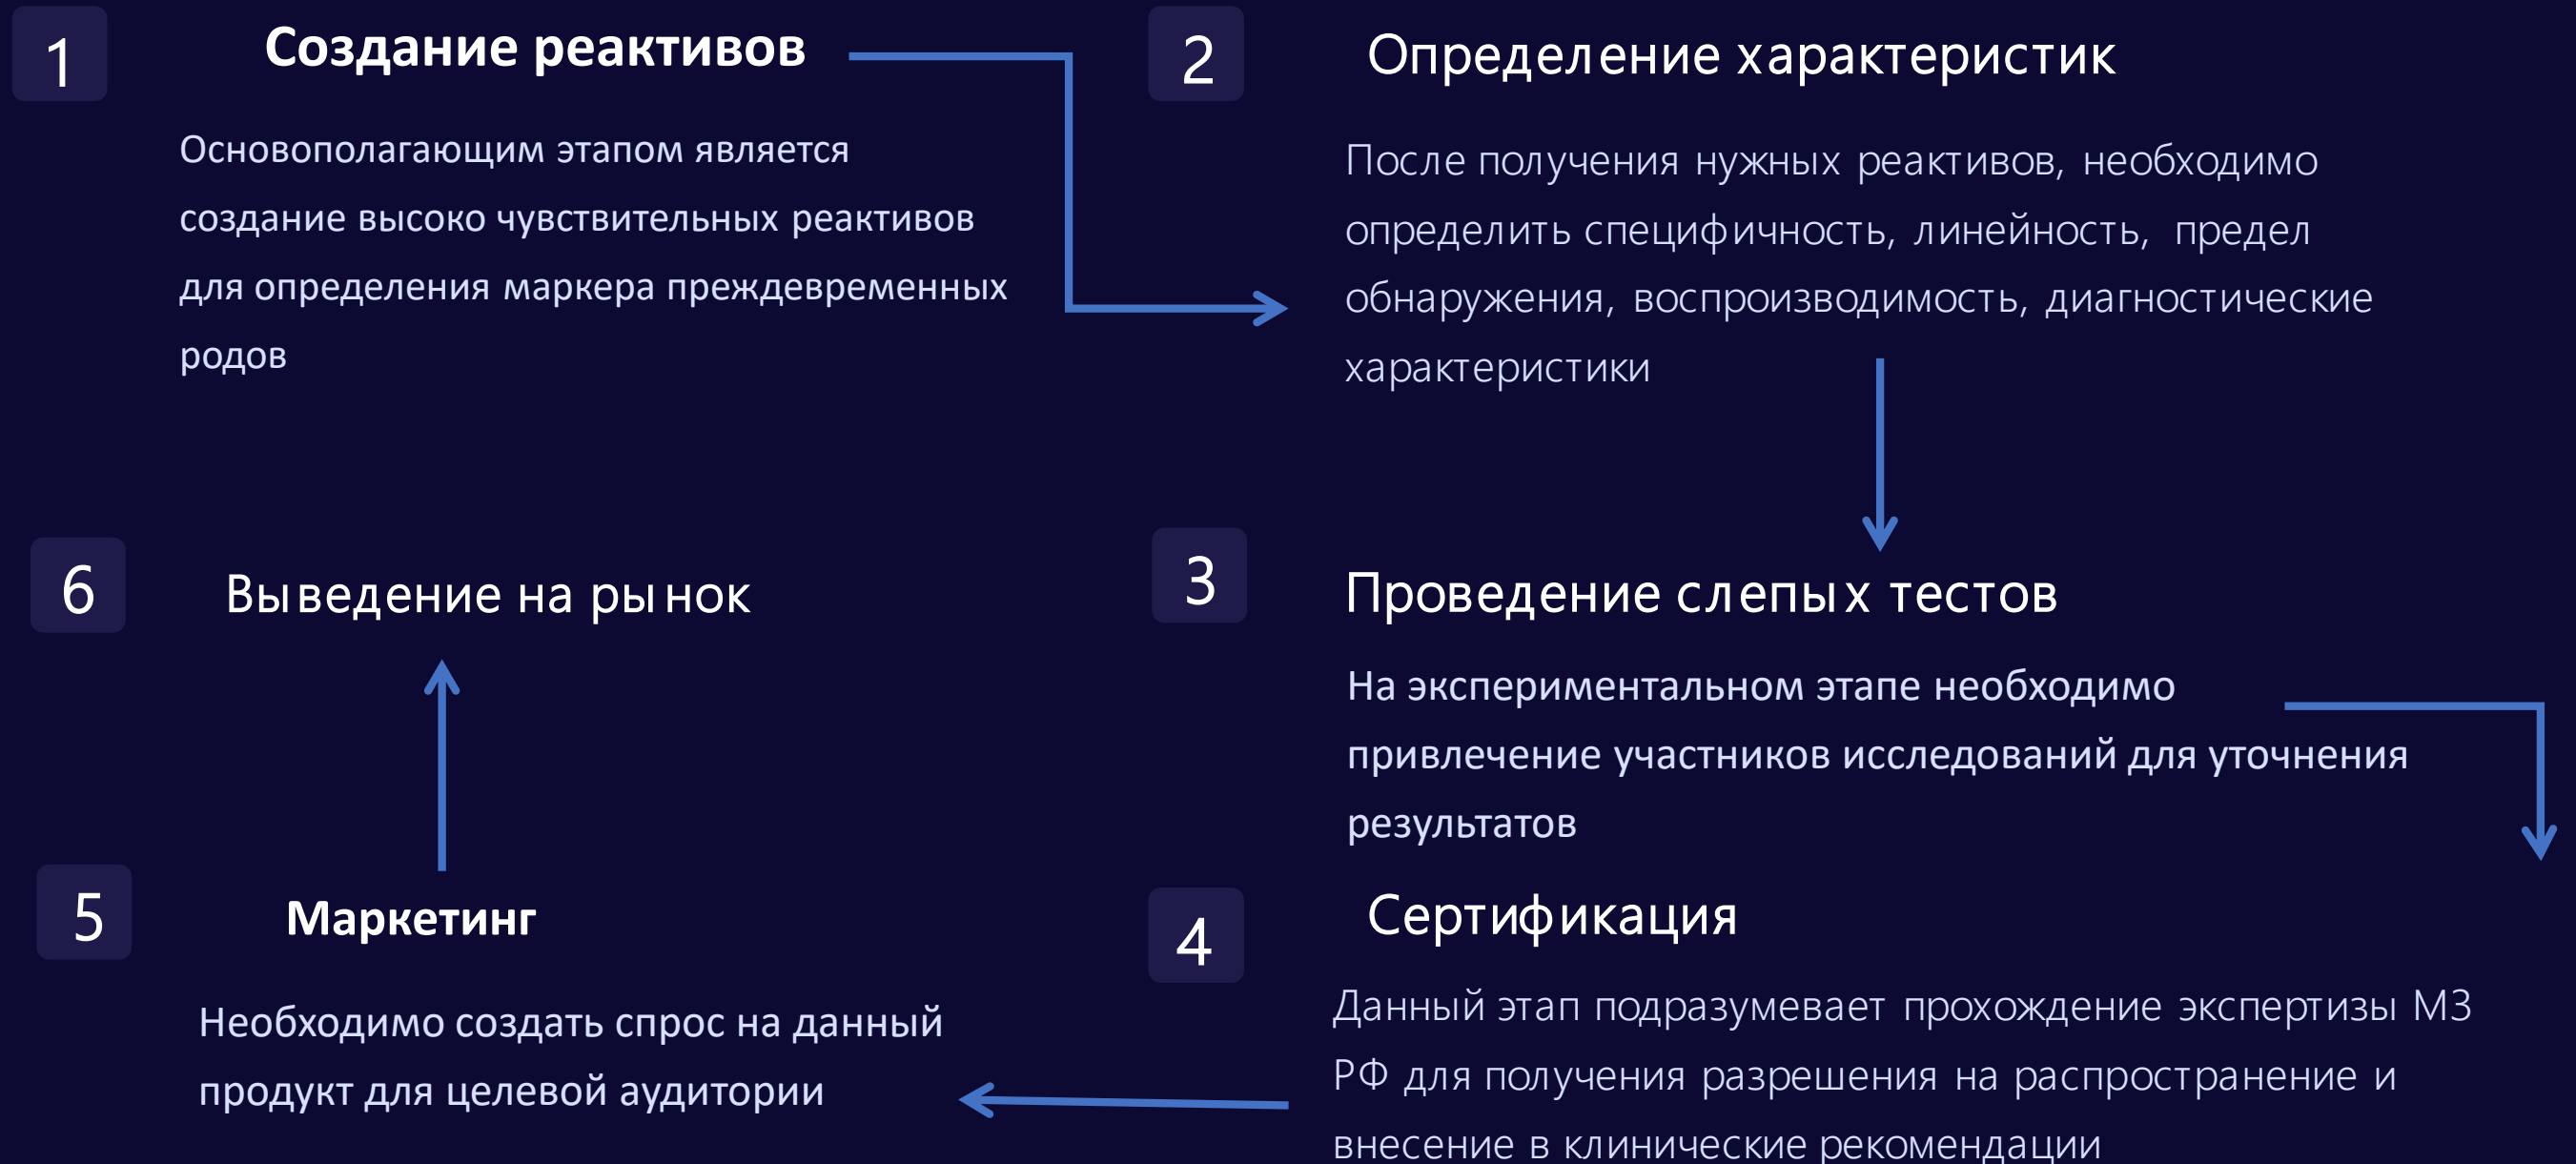 1
Создание реактивов
Основополагающим этапом является
создание высоко чувствительных реактивов
для определения маркера преждевременных
родов
2
Определение характеристик
После получения нужных реактивов, необходимо
определить специфичность, линейность, предел
обнаружения, воспроизводимость, диагностические
характеристики
3
Проведение слепых тестов
На экспериментальном этапе необходимо
привлечение участников исследований для уточнения
результатов
4
Сертификация
Данный этап подразумевает прохождение экспертизы МЗ
РФ для получения разрешения на распространение и
внесение в клинические рекомендации
5
Маркетинг
Необходимо создать спрос на данный
продукт для целевой аудитории
6
Выведение на рынок